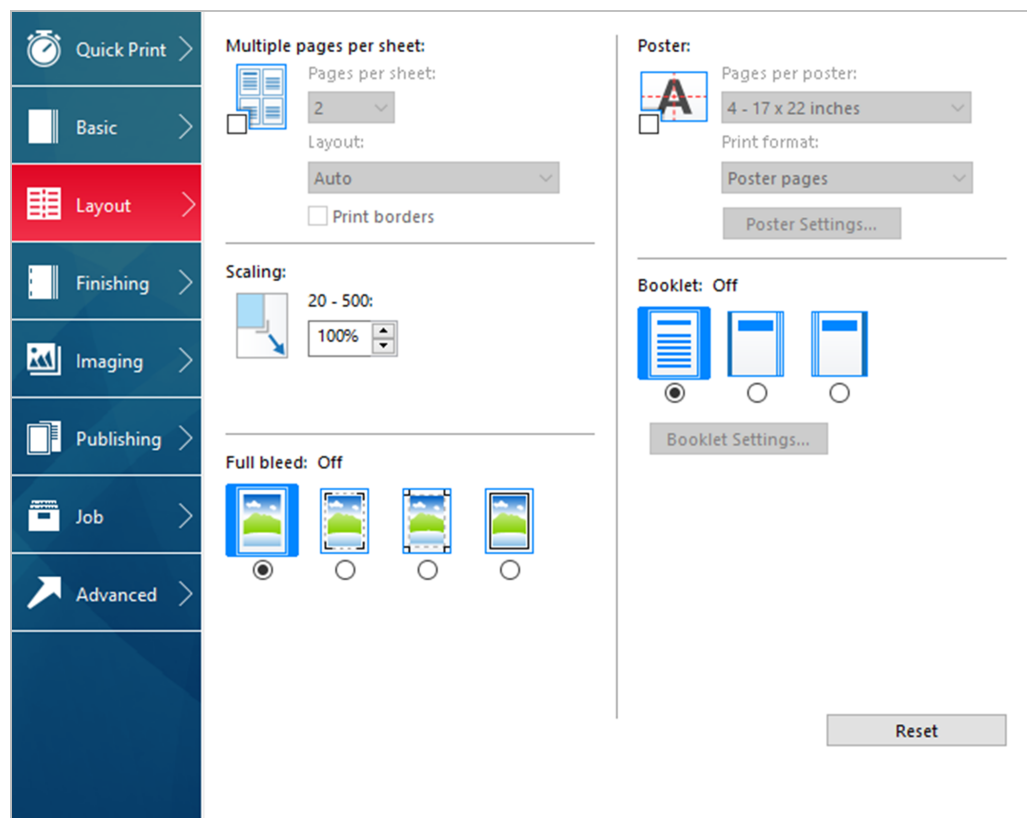 Quick Print
Basic
Layout
Finishing
Imaging
Publishing
Job
Advanced
Multiple pages per sheet:
Pages per sheet:
2
Layout:
Auto
Print borders
Scaling:
20 - 500:
100%
Full bleed: Off
Poster:
A
Pages per poster:
4 - 17 x 22 inches
Print format:
Poster pages
Poster Settings...
Booklet: Off
Booklet Settings...
Reset